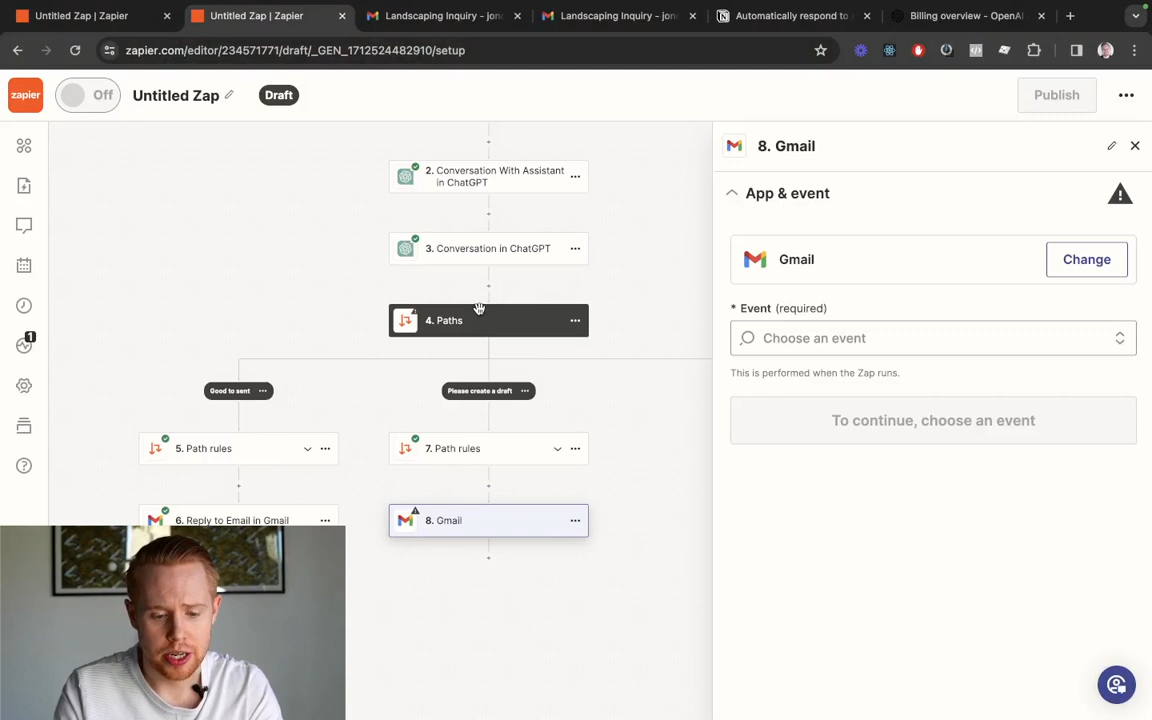 Untitled Zap | Zapier
Untitled Zap | Zapier
Landscaping Inquiry - jon
Landscaping Inquiry - jon
Automatically respond to
Billing overview - OpenAI
zapier.com/editor/234571771/draft/_GEN_1712524482910/setup
zapier
Off
Untitled Zap
Draft
Publish
1
2. Conversation With Assistant
in ChatGPT
3. Conversation in ChatGPT
4. Paths
Good to sent
Please create a draft
5. Path rules
7. Path rules
6. Reply to Email in Gmail
8. Gmail
8. Gmail
App & event
Gmail
Change
* Event (required)
Choose an event
This is performed when the Zap runs.
To continue, choose an event